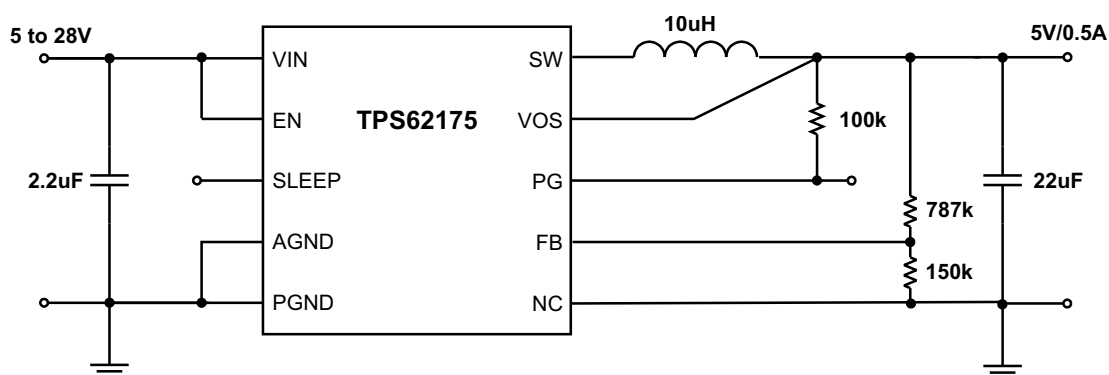 10uH
5 to 28V
5V/0.5A
VIN
SW
TPS62175
EN
VOS
100k
2.2uF
SLEEP
PG
22uF
787k
AGND
FB
150k
PGND
NC